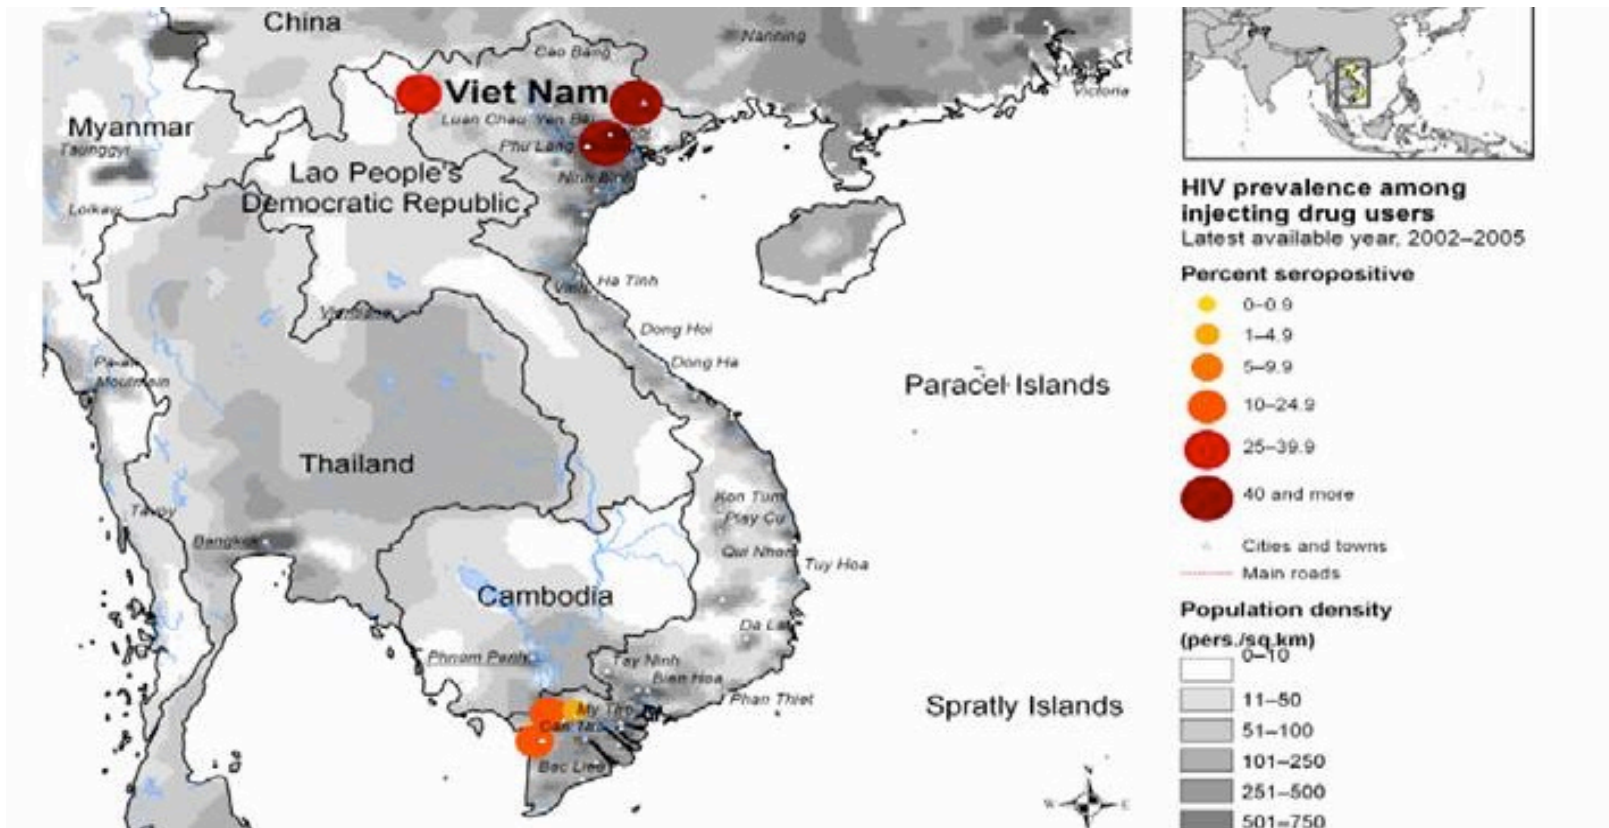 China
Nanning
Cao Bang
Viet Nam
Victoria
Luan Chau Yen Bai
Myanmar
Phu Lang
Taunggyi
Lao People's
Democratic Republic
Ninh Binh
Loikaw
Ha Tinh
Vinh
Vientiane
Dong Hoi
Dong Ha
Pa-an
Moulmein
Paracel Islands
Thailand
Kon Tum
Play Cu
Tavoy
Bangkok
Qui Nhon
Tuy Hoa
Cambodia
Da Lat
Phnom Penh
Tay Ninh
Bien Hoa
Phan Thiet
My Tho
Can Tho
Spratly Islands
Bac Lieu
N
W E
HIV prevalence among
injecting drug users
Latest available year, 2002–2005
Percent seropositive
0–0.9
1–4.9
5–9.9
10–24.9
25–39.9
40 and more
Cities and towns
Main roads
Population density
(pers./sq.km)
0–10
11–50
51–100
101–250
251–500
501–750